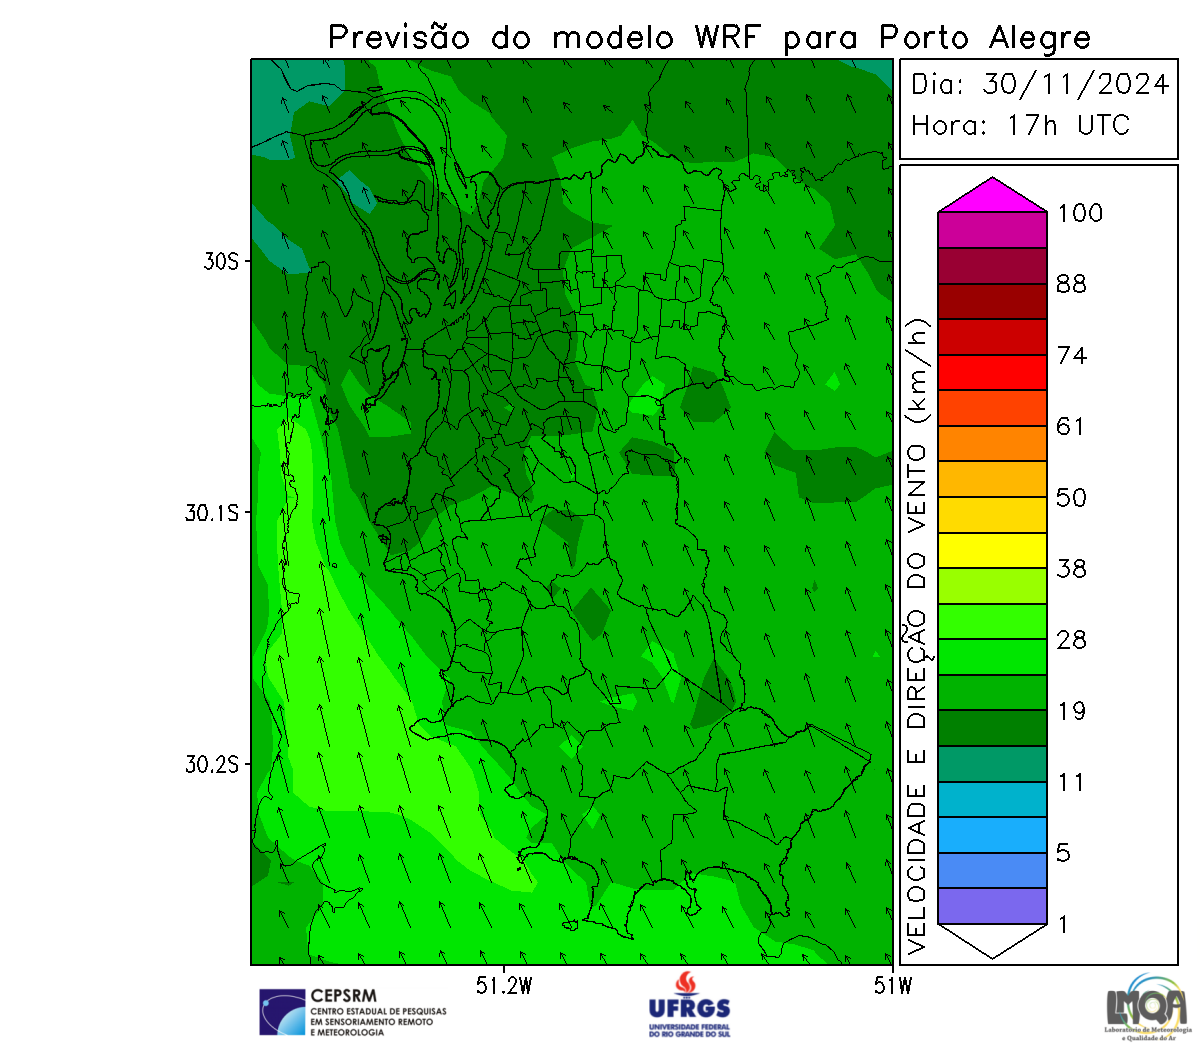 Previsão do modelo WRF para Porto Alegre
Dia: 30/11/2024
Hora: 17h UTC
30S
30.1S
30.2S
51.2W
51W
VELOCIDADE E DIREÇÃO DO VENTO (km/h)
100
88
74
61
50
38
28
19
11
5
1
CEPSRM
CENTRO ESTADUAL DE PESQUISAS
EM SENSORIAMENTO REMOTO
E METEOROLOGIA
UFRGS
UNIVERSIDADE FEDERAL
DO RIO GRANDE DO SUL
LMQA
Laboratório de Meteorologia
e Qualidade do Ar